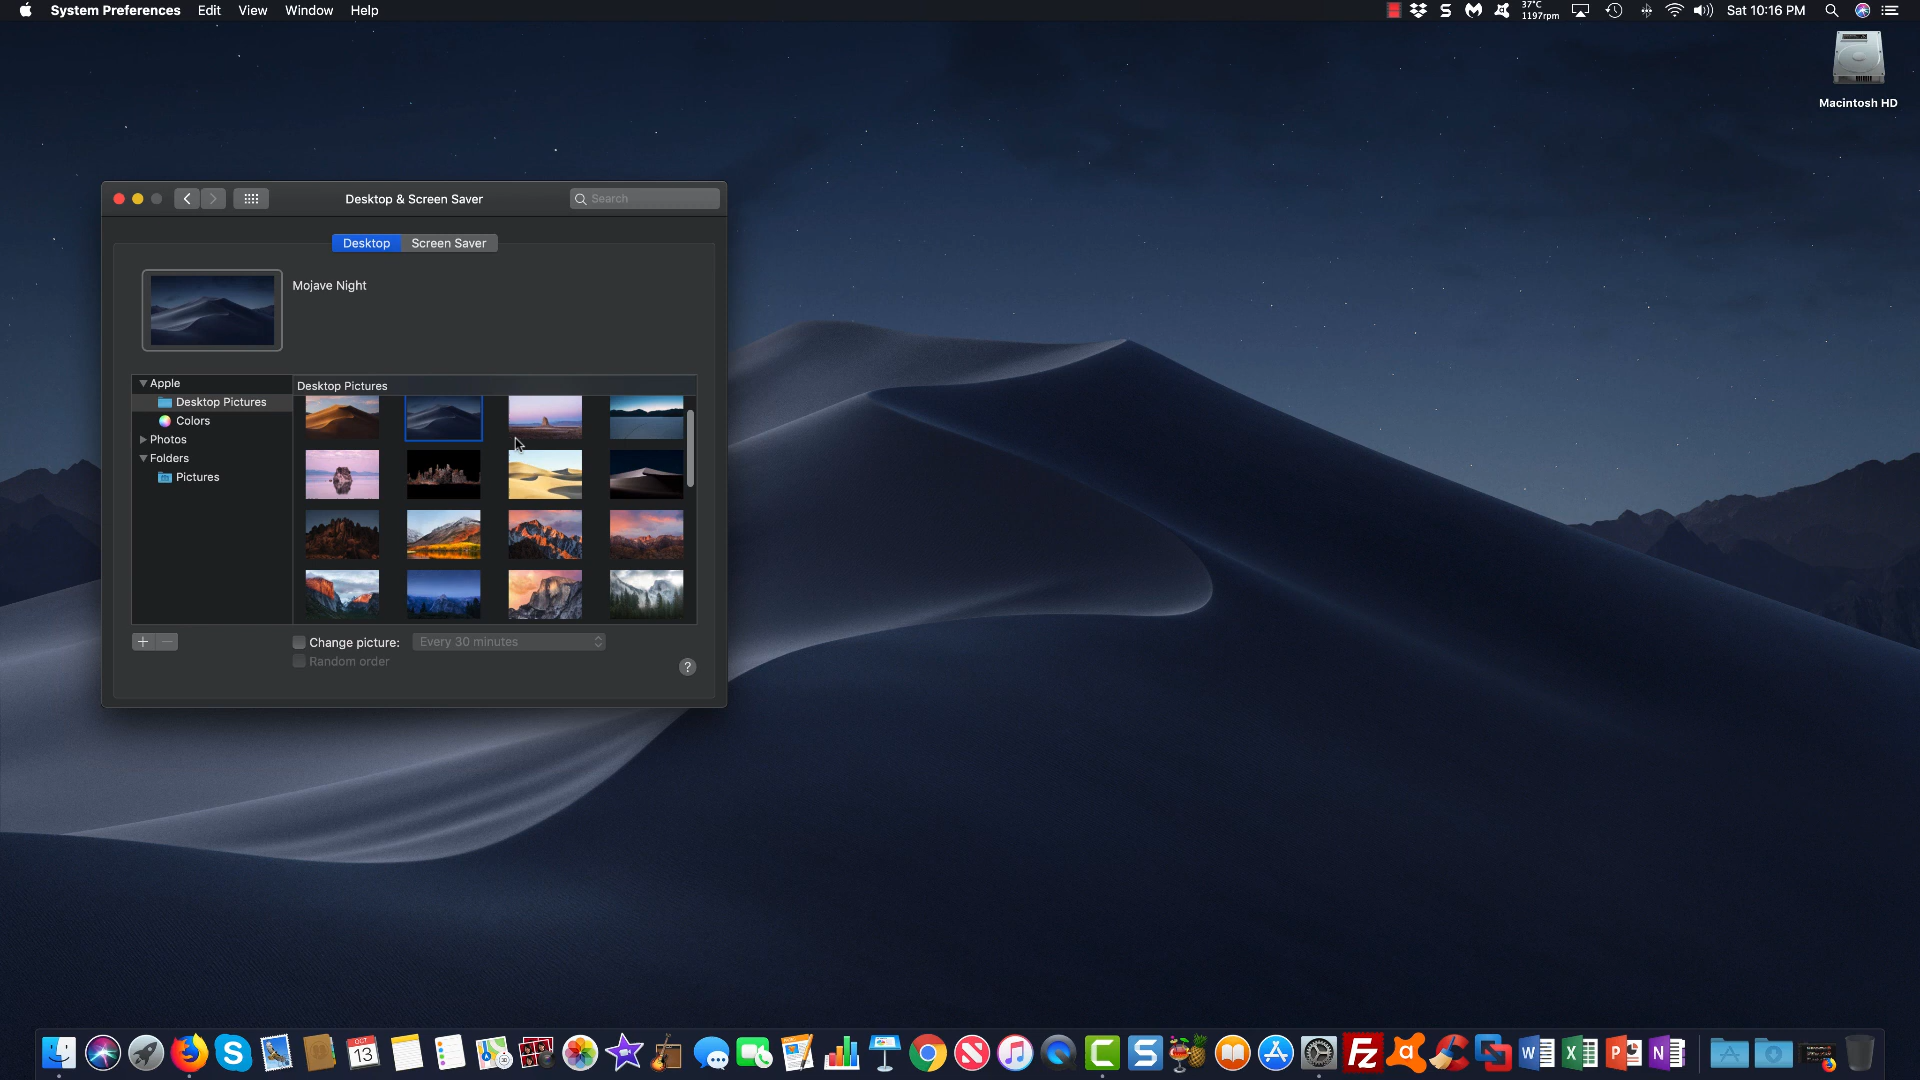 System Preferences Edit View Window Help
37°C
1197rpm
Sat 10:16 PM
Macintosh HD
Desktop & Screen Saver
Search
Desktop Screen Saver
Mojave Night
Apple
Desktop Pictures
Colors
Photos
Folders
Pictures
Desktop Pictures
+ −
Change picture: Every 30 minutes
Random order
?
OCT
13